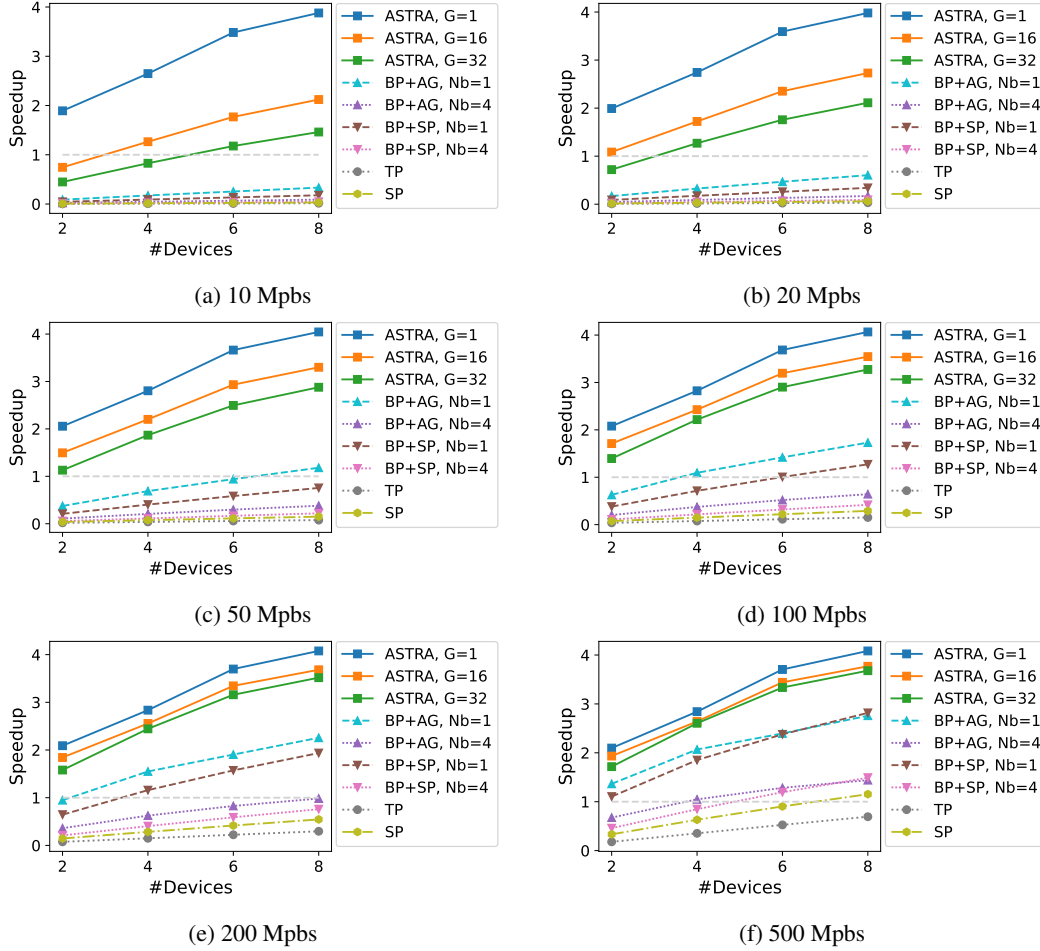 4
3
2
1
0
Speedup
2 4 6 8
#Devices
ASTRA, G=1
ASTRA, G=16
ASTRA, G=32
BP+AG, Nb=1
BP+AG, Nb=4
BP+SP, Nb=1
BP+SP, Nb=4
TP
SP
(a) 10 Mpbs
4
3
2
1
0
Speedup
2 4 6 8
#Devices
ASTRA, G=1
ASTRA, G=16
ASTRA, G=32
BP+AG, Nb=1
BP+AG, Nb=4
BP+SP, Nb=1
BP+SP, Nb=4
TP
SP
(b) 20 Mpbs
4
3
2
1
0
Speedup
2 4 6 8
#Devices
ASTRA, G=1
ASTRA, G=16
ASTRA, G=32
BP+AG, Nb=1
BP+AG, Nb=4
BP+SP, Nb=1
BP+SP, Nb=4
TP
SP
(c) 50 Mpbs
4
3
2
1
0
Speedup
2 4 6 8
#Devices
ASTRA, G=1
ASTRA, G=16
ASTRA, G=32
BP+AG, Nb=1
BP+AG, Nb=4
BP+SP, Nb=1
BP+SP, Nb=4
TP
SP
(d) 100 Mpbs
4
3
2
1
0
Speedup
2 4 6 8
#Devices
ASTRA, G=1
ASTRA, G=16
ASTRA, G=32
BP+AG, Nb=1
BP+AG, Nb=4
BP+SP, Nb=1
BP+SP, Nb=4
TP
SP
(e) 200 Mpbs
4
3
2
1
0
Speedup
2 4 6 8
#Devices
ASTRA, G=1
ASTRA, G=16
ASTRA, G=32
BP+AG, Nb=1
BP+AG, Nb=4
BP+SP, Nb=1
BP+SP, Nb=4
TP
SP
(f) 500 Mpbs